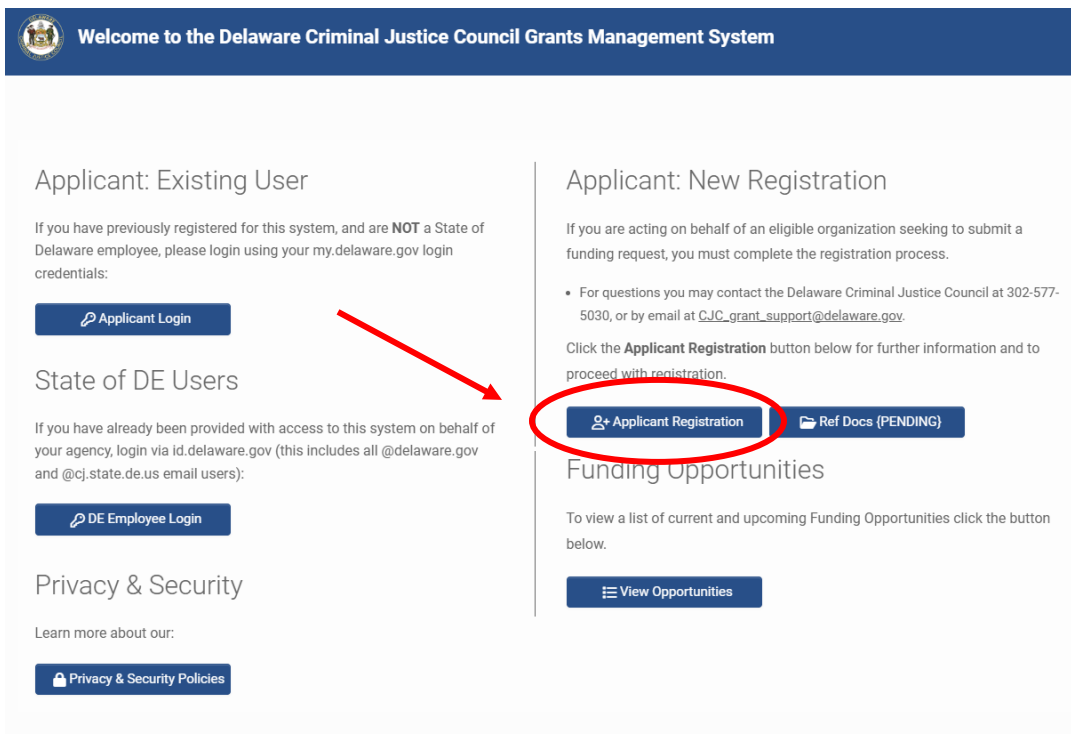 Welcome to the Delaware Criminal Justice Council Grants Management System
Applicant: Existing User
If you have previously registered for this system, and are NOT a State of
Delaware employee, please login using your my.delaware.gov login
credentials:
Applicant Login
State of DE Users
If you have already been provided with access to this system on behalf of
your agency, login via id.delaware.gov (this includes all @delaware.gov
and @cj.state.de.us email users):
DE Employee Login
Privacy & Security
Learn more about our:
Privacy & Security Policies
Applicant: New Registration
If you are acting on behalf of an eligible organization seeking to submit a
funding request, you must complete the registration process.
• For questions you may contact the Delaware Criminal Justice Council at 302-577-
5030, or by email at CJC_grant_support@delaware.gov.
Click the Applicant Registration button below for further information and to
proceed with registration.
Applicant Registration
Ref Docs {PENDING}
Funding Opportunities
To view a list of current and upcoming Funding Opportunities click the button
below.
View Opportunities